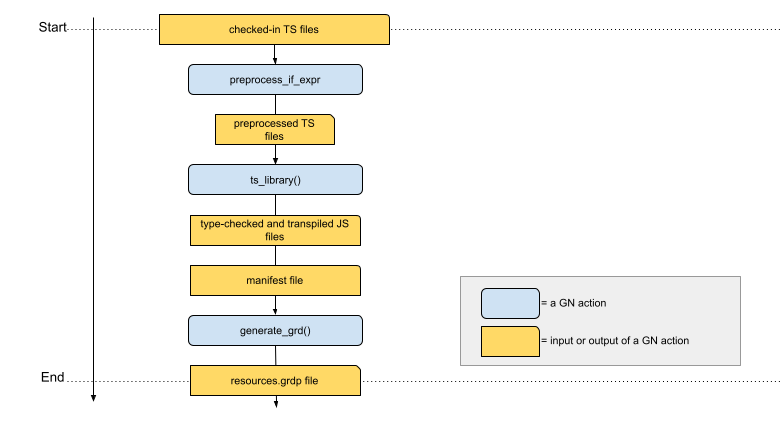 Start
checked-in TS files
preprocess_if_expr
preprocessed TS
files
ts_library()
type-checked and transpiled JS
files
manifest file
= a GN action
generate_grd()
= input or output of a GN action
End
resources.grdp file